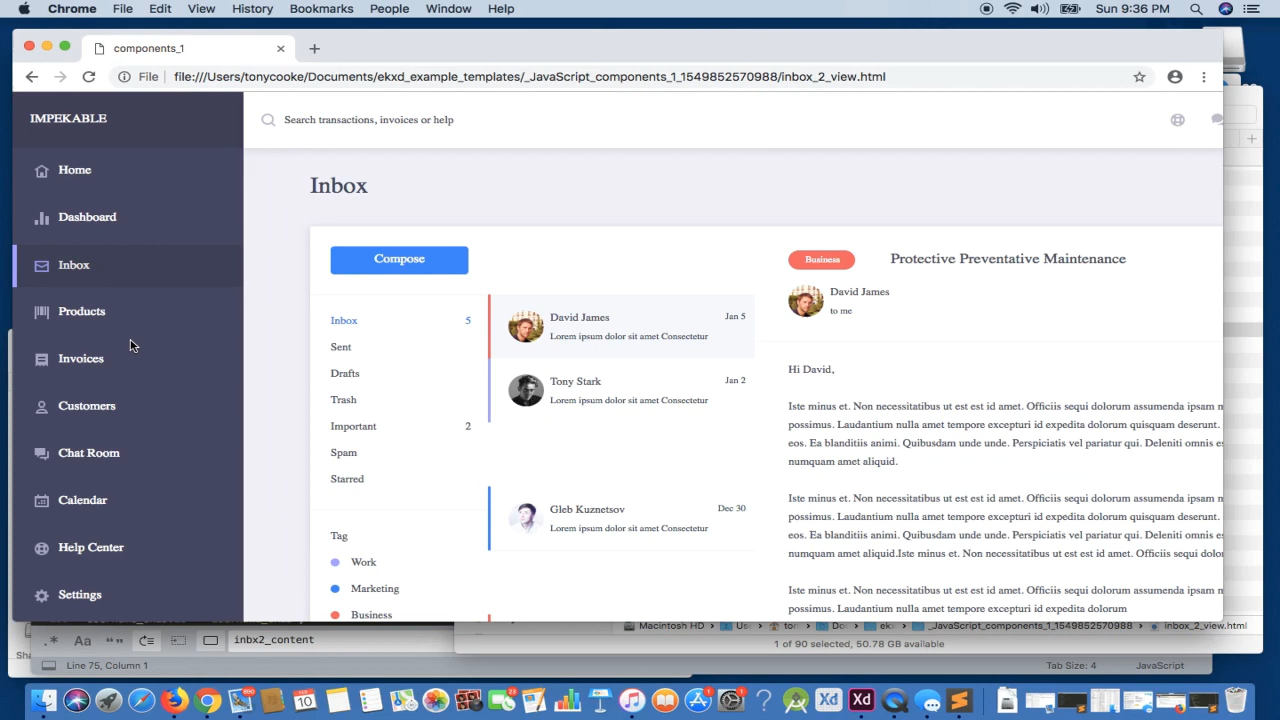 Chrome File Edit View History Bookmarks People Window Help
Sun 9:36 PM
components_1
File file:///Users/tonycooke/Documents/ekxd_example_templates/_JavaScript_components_1_1549852570988/inbox_2_view.html
IMPEKABLE
Search transactions, invoices or help
Home
Dashboard
Inbox
Products
Invoices
Customers
Chat Room
Calendar
Help Center
Settings
Inbox
Compose
Inbox 5
Sent
Drafts
Trash
Important 2
Spam
Starred
Tag
Work
Marketing
Business
David James Jan 5
Lorem ipsum dolor sit amet Consectetur
Tony Stark Jan 2
Lorem ipsum dolor sit amet Consectetur
Gleb Kuznetsov Dec 30
Lorem ipsum dolor sit amet Consectetur
Business Protective Preventative Maintenance
David James
to me
Hi David,
Iste minus et. Non necessitatibus ut est est id amet. Officiis sequi dolorum assumenda ipsam
possimus. Laudantium nulla amet tempore excepturi id expedita dolorum quisquam deserunt.
eos. Ea blanditiis animi. Quibusdam unde unde. Perspiciatis vel pariatur qui. Deleniti omnis
numquam amet aliquid.
Iste minus et. Non necessitatibus ut est est id amet. Officiis sequi dolorum assumenda ipsam
possimus. Laudantium nulla amet tempore excepturi id expedita dolorum quisquam deserunt.
eos. Ea blanditiis animi. Quibusdam unde unde. Perspiciatis vel pariatur qui. Deleniti omnis
numquam amet aliquid.Iste minus et. Non necessitatibus ut est est id amet. Officiis sequi
Iste minus et. Non necessitatibus ut est est id amet. Officiis sequi dolorum assumenda ipsam
possimus. Laudantium nulla amet tempore excepturi id expedita dolorum
.* Aa “” inbx2_content
Macintosh HD _JavaScript_components_1_1549852570988 inbox_2_view.html
1 of 90 selected, 50.78 GB available
Line 75, Column 1
Tab Size: 4 JavaScript
10
Xd Xd